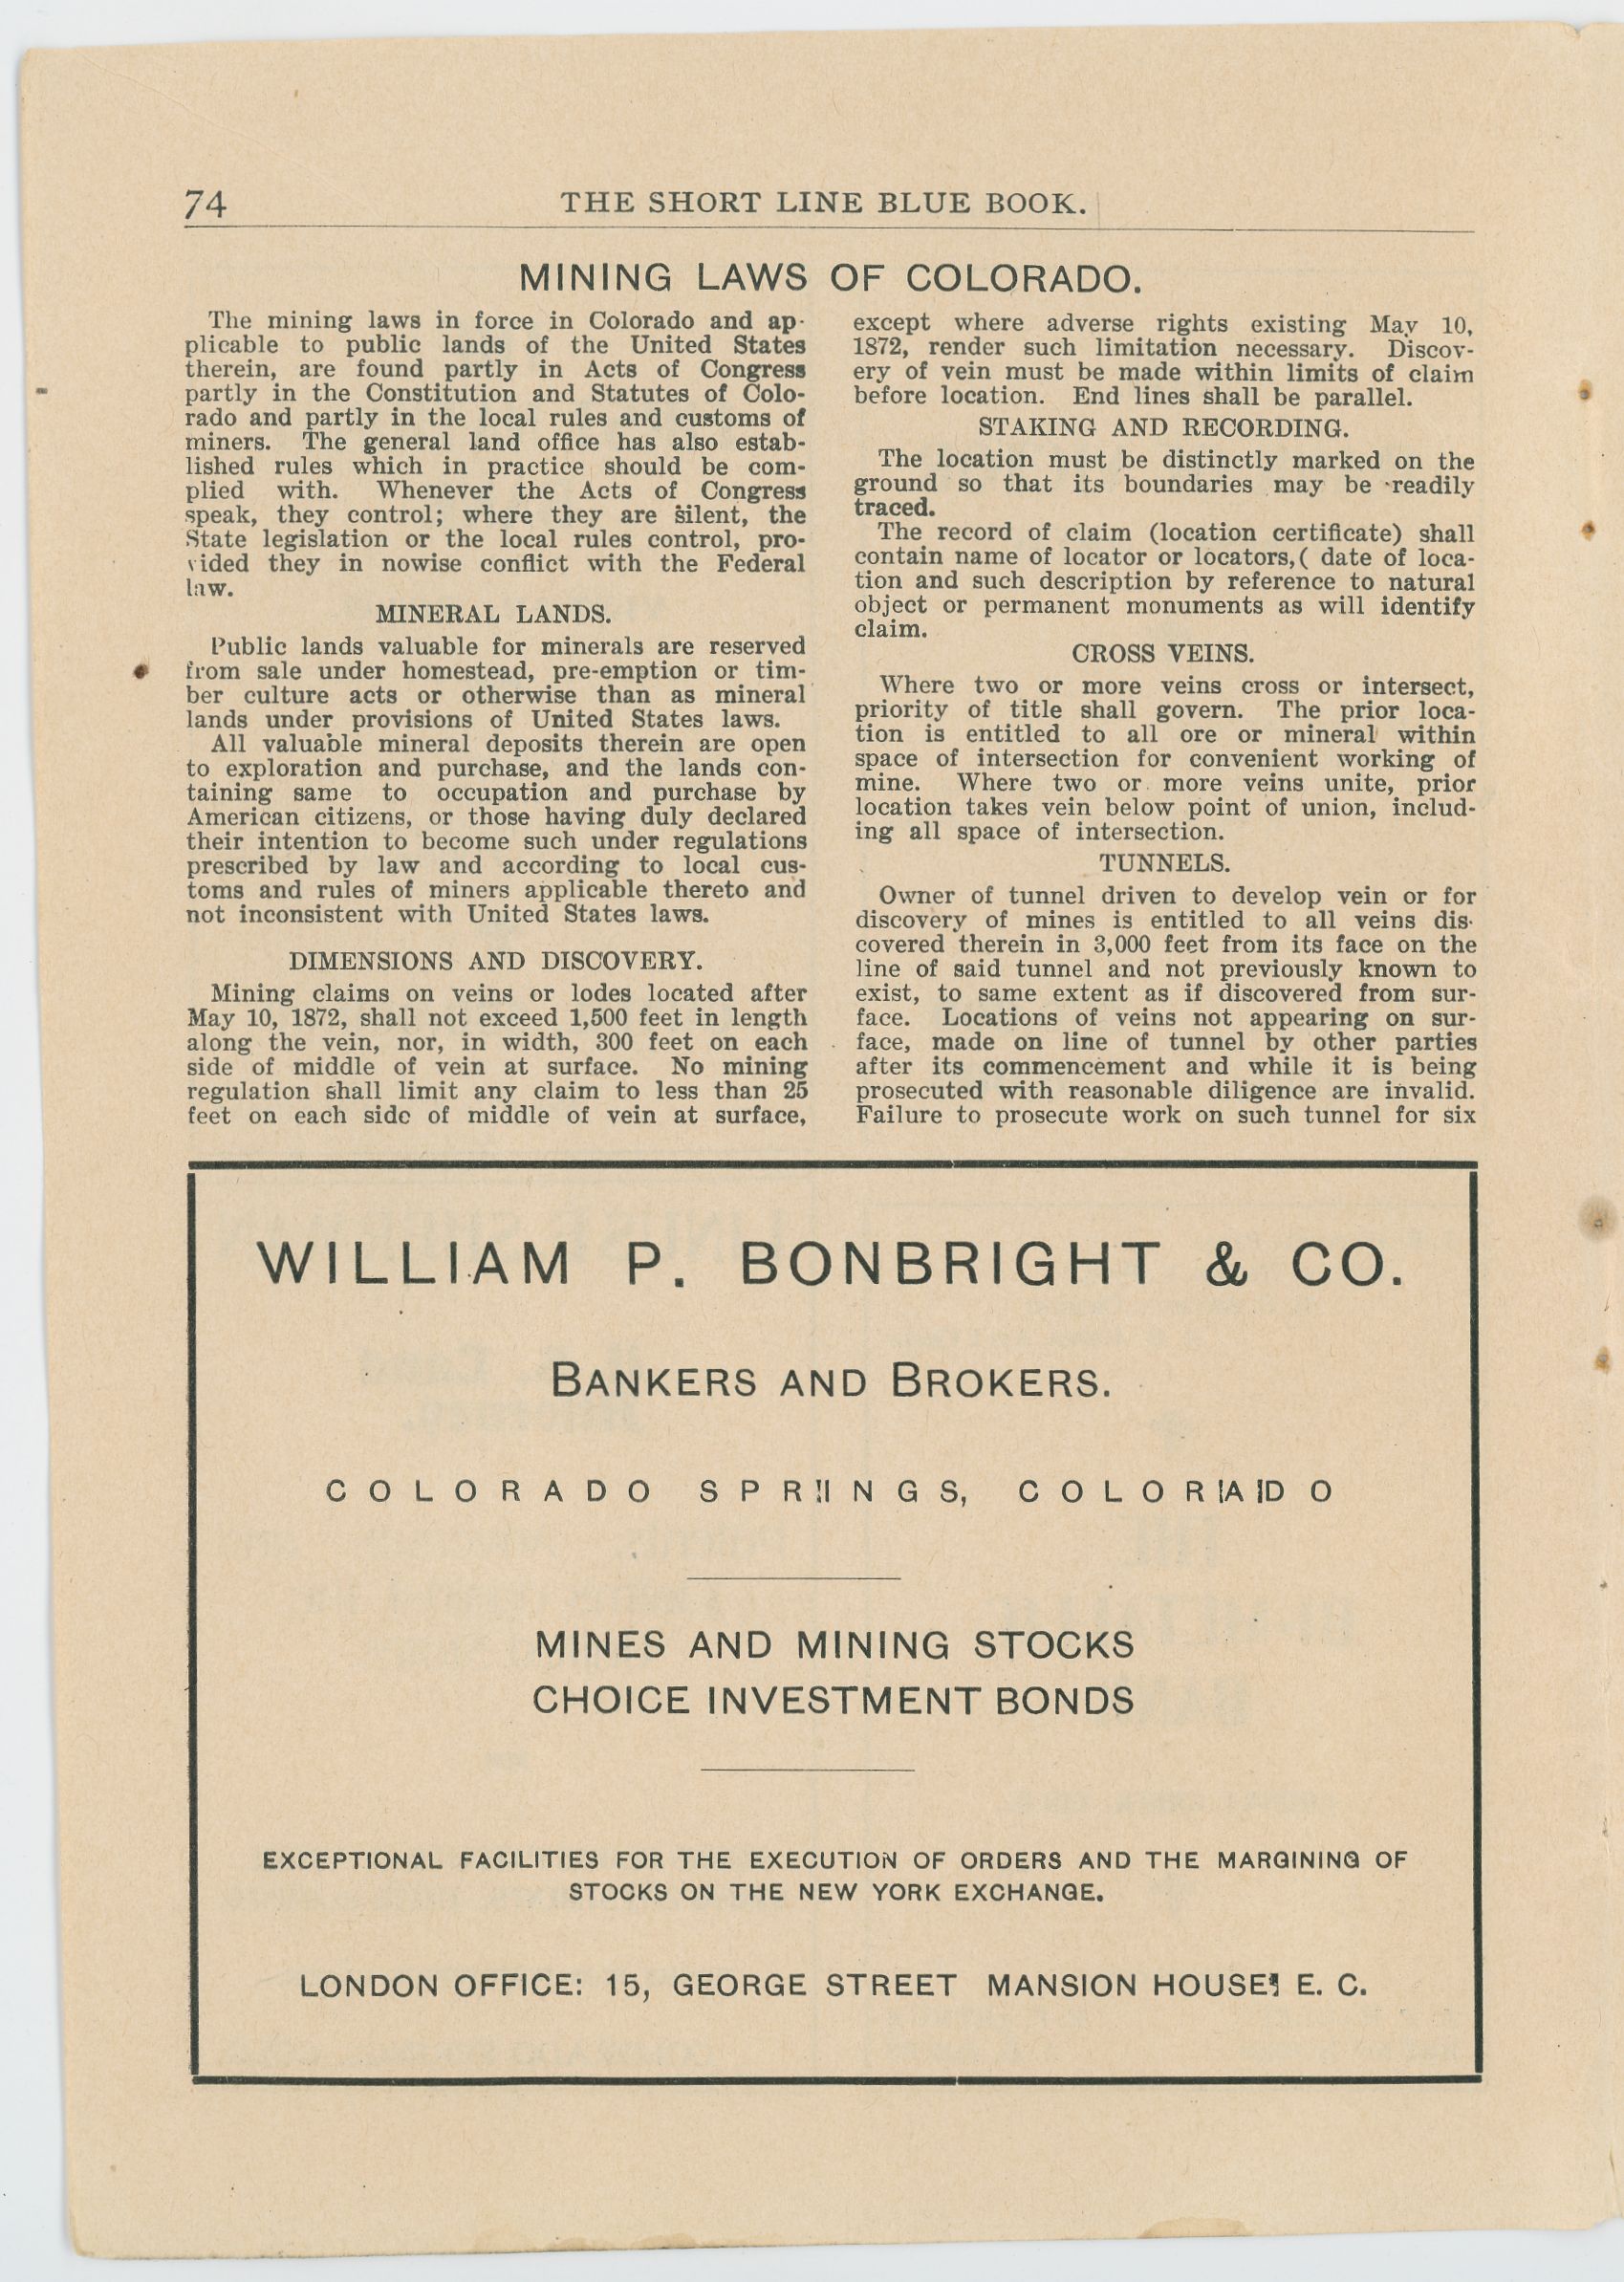 74
THE SHORT LINE BLUE BOOK.
MINING LAWS OF COLORADO.
The mining laws in force in Colorado and ap-
plicable to public lands of the United States
therein, are found partly in Acts of Congress
partly in the Constitution and Statutes of Colo-
rado and partly in the local rules and customs of
miners. The general land office has also estab-
lished rules which in practice should be com-
plied with. Whenever the Acts of Congress
speak, they control; where they are silent, the
State legislation or the local rules control, pro-
vided they in nowise conflict with the Federal
law.
MINERAL LANDS.
Public lands valuable for minerals are reserved
from sale under homestead, pre-emption or tim-
ber culture acts or otherwise than as mineral
lands under provisions of United States laws.
All valuable mineral deposits therein are open
to exploration and purchase, and the lands con-
taining same to occupation and purchase by
American citizens, or those having duly declared
their intention to become such under regulations
prescribed by law and according to local cus-
toms and rules of miners applicable thereto and
not inconsistent with United States laws.
DIMENSIONS AND DISCOVERY.
Mining claims on veins or lodes located after
May 10, 1872, shall not exceed 1,500 feet in length
along the vein, nor, in width, 300 feet on each
side of middle of vein at surface. No mining
regulation shall limit any claim to less than 25
feet on each side of middle of vein at surface,
except where adverse rights existing May 10,
1872, render such limitation necessary. Discov-
ery of vein must be made within limits of claim
before location. End lines shall be parallel.
STAKING AND RECORDING.
The location must be distinctly marked on the
ground so that its boundaries may be readily
traced.
The record of claim (location certificate) shall
contain name of locator or locators,( date of loca-
tion and such description by reference to natural
object or permanent monuments as will identify
claim.
CROSS VEINS.
Where two or more veins cross or intersect,
priority of title shall govern. The prior loca-
tion is entitled to all ore or mineral within
space of intersection for convenient working of
mine. Where two or more veins unite, prior
location takes vein below point of union, includ-
ing all space of intersection.
TUNNELS.
Owner of tunnel driven to develop vein or for
discovery of mines is entitled to all veins dis-
covered therein in 3,000 feet from its face on the
line of said tunnel and not previously known to
exist, to same extent as if discovered from sur-
face. Locations of veins not appearing on sur-
face, made on line of tunnel by other parties
after its commencement and while it is being
prosecuted with reasonable diligence are invalid.
Failure to prosecute work on such tunnel for six
WILLIAM P. BONBRIGHT & CO.
BANKERS AND BROKERS.
COLORADO SPRINGS, COLORADO
MINES AND MINING STOCKS
CHOICE INVESTMENT BONDS
EXCEPTIONAL FACILITIES FOR THE EXECUTION OF ORDERS AND THE MARGINING OF
STOCKS ON THE NEW YORK EXCHANGE.
LONDON OFFICE: 15, GEORGE STREET MANSION HOUSE, E. C.